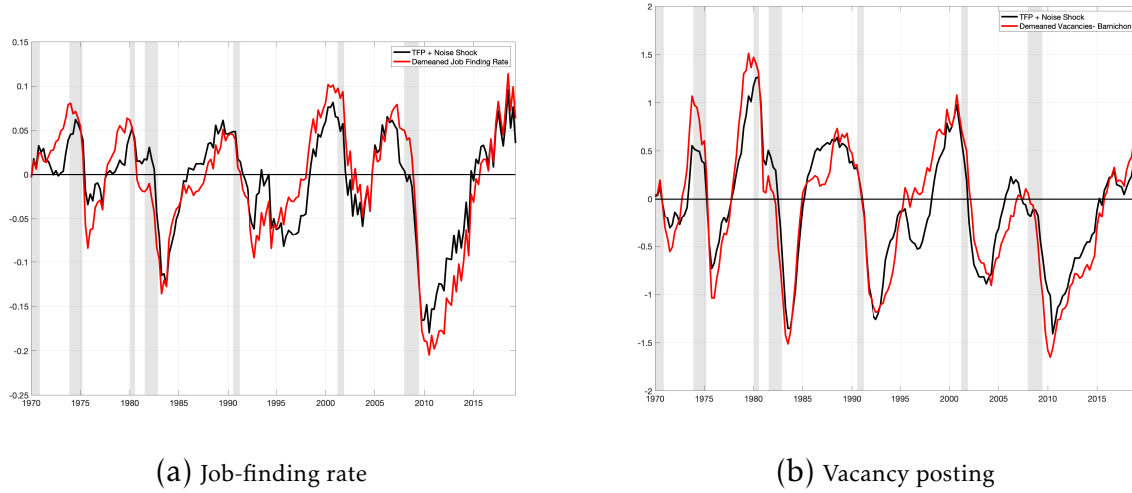 TFP + Noise Shock
Demeaned Job Finding Rate
0.15
0.1
0.05
0
-0.05
-0.1
-0.15
-0.2
-0.25
1970 1975 1980 1985 1990 1995 2000 2005 2010 2015
(a) Job-finding rate
TFP + Noise Shock
Demeaned Vacancies- Barnichon
2
1.5
1
0.5
0
-0.5
-1
-1.5
-2
1970 1975 1980 1985 1990 1995 2000 2005 2010 2015
(b) Vacancy posting